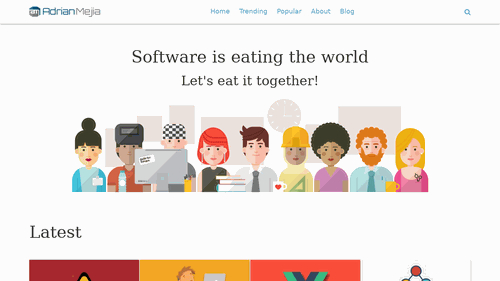 AdrianMejia
Home Trending Popular About Blog
Software is eating the world
Let's eat it together!
Latest